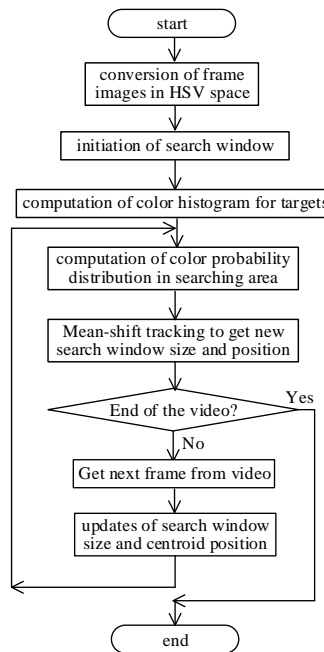 start
conversion of frame
images in HSV space
initiation of search window
computation of color histogram for targets
computation of color probability
distribution in searching area
Mean-shift tracking to get new
search window size and position
End of the video?
Yes
No
Get next frame from video
updates of search window
size and centroid position
end